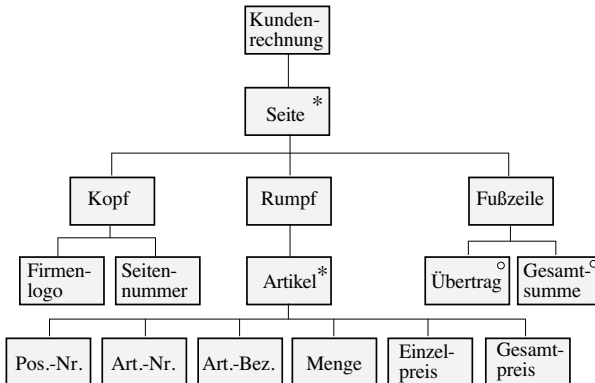 Kunden-
rechnung
Seite *
Kopf
Rumpf
Fußzeile
Firmen-
logo
Seiten-
nummer
Artikel*
Übertrag
Gesamt-
summe
Pos.-Nr.
Art.-Nr.
Art.-Bez.
Menge
Einzel-
preis
Gesamt-
preis